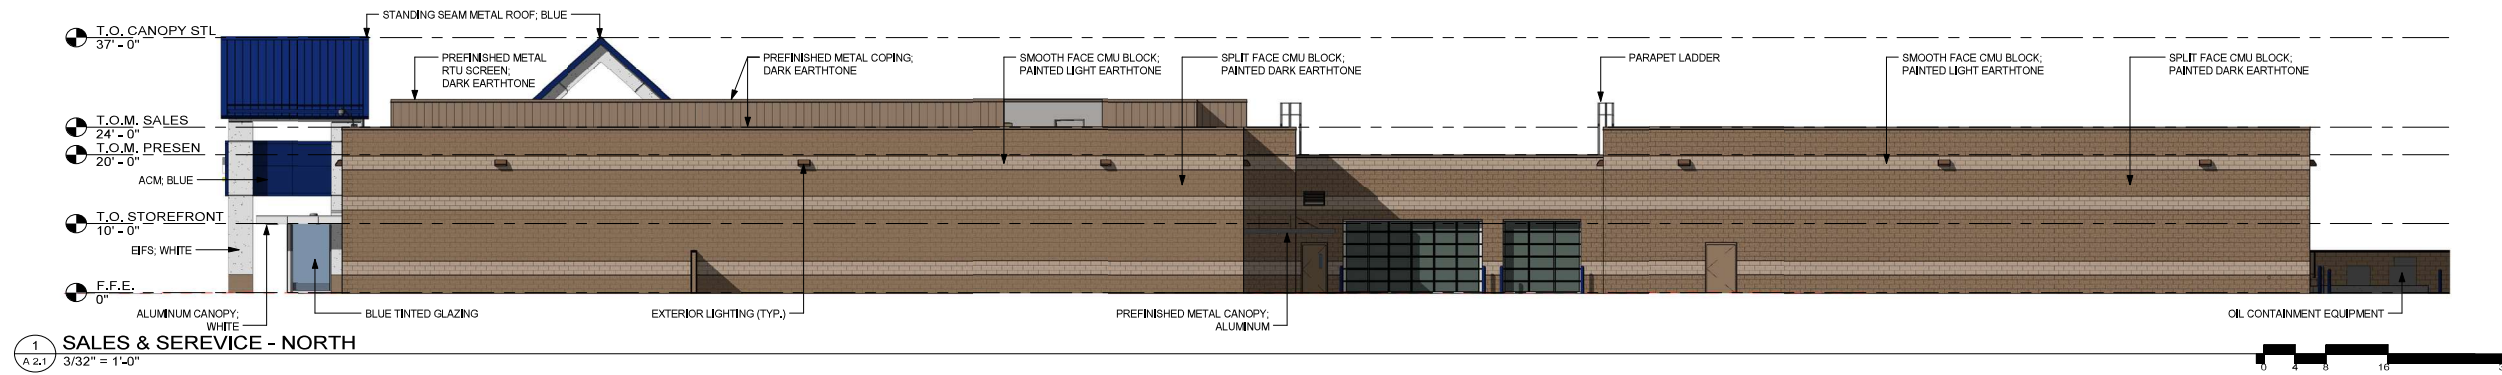 STANDING SEAM METAL ROOF; BLUE
T.O. CANOPY STL
37' - 0"
PREFINISHED METAL
RTU SCREEN;
DARK EARTHTONE
PREFINISHED METAL COPING;
DARK EARTHTONE
SMOOTH FACE CMU BLOCK;
PAINTED LIGHT EARTHTONE
SPLIT FACE CMU BLOCK;
PAINTED DARK EARTHTONE
PARAPET LADDER
SMOOTH FACE CMU BLOCK;
PAINTED LIGHT EARTHTONE
SPLIT FACE CMU BLOCK;
PAINTED DARK EARTHTONE
T.O.M. SALES
24' - 0"
T.O.M. PRESEN
20' - 0"
ACM; BLUE
T.O. STOREFRONT
10' - 0"
EIFS; WHITE
F.F.E.
0"
ALUMINUM CANOPY;
WHITE
BLUE TINTED GLAZING
EXTERIOR LIGHTING (TYP.)
PREFINISHED METAL CANOPY;
ALUMINUM
OIL CONTAINMENT EQUIPMENT
1
A 2.1
SALES & SEREVICE - NORTH
3/32" = 1'-0"
0 4 8 16